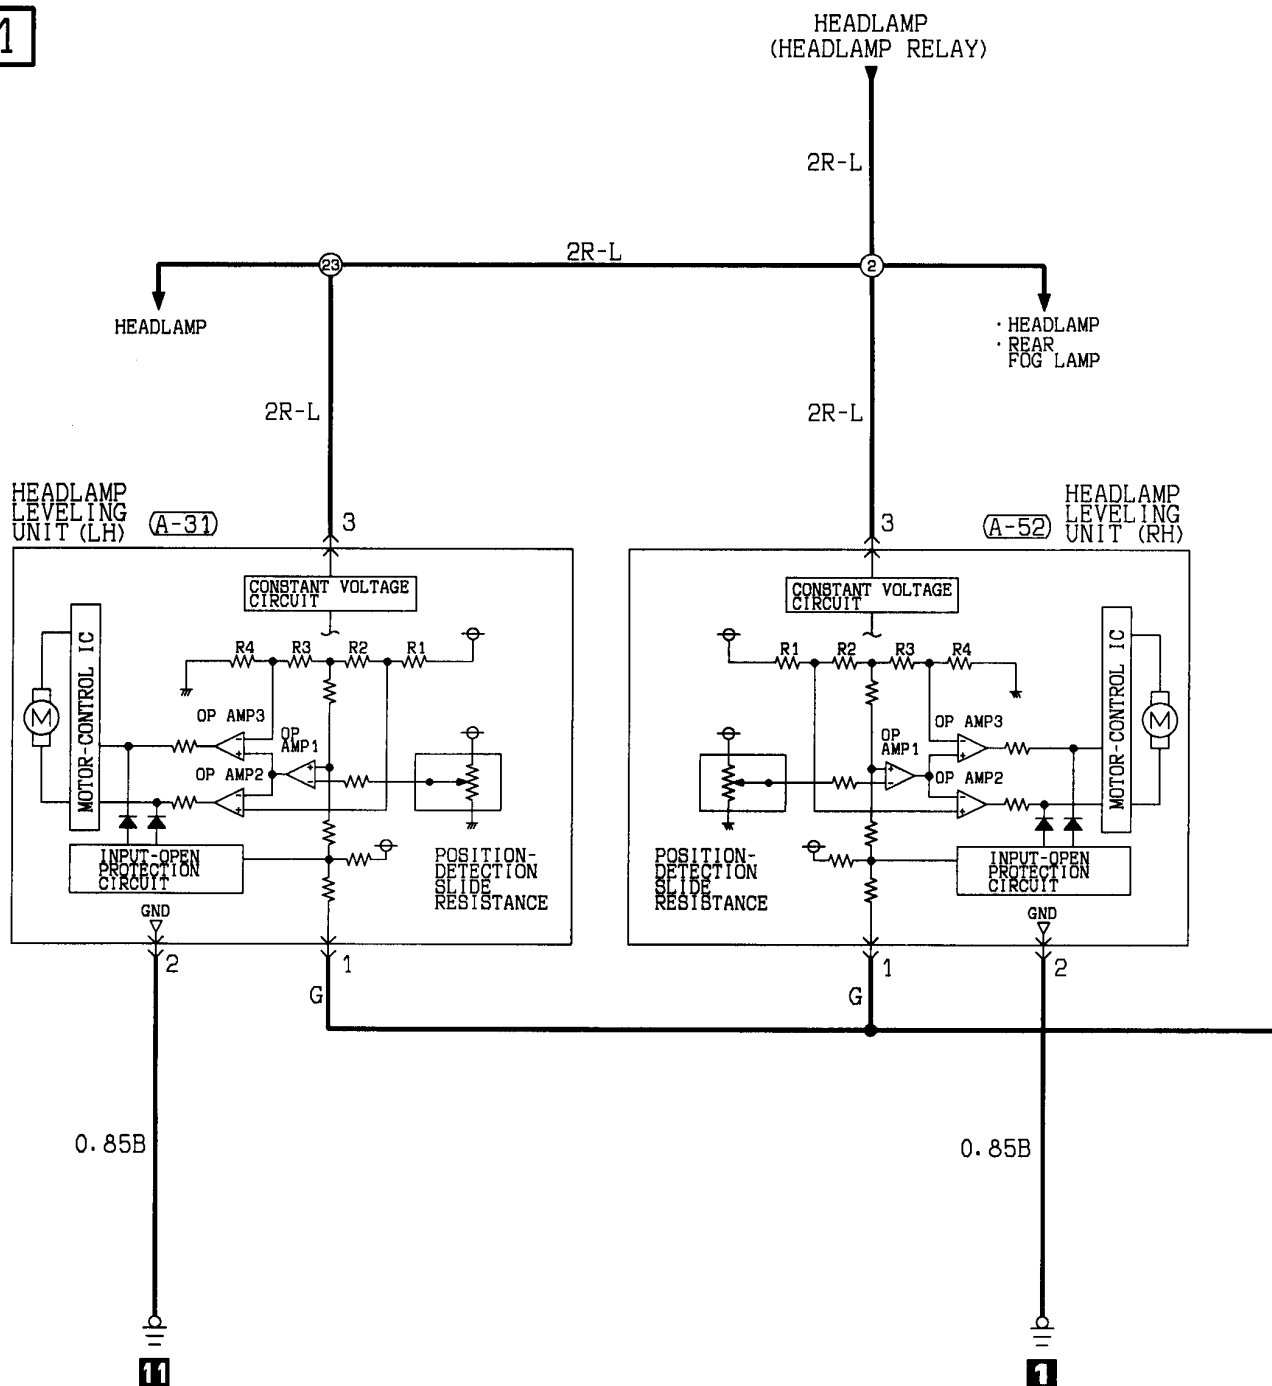 1
HEADLAMP
(HEADLAMP RELAY)
2R-L
2R-L
23
2
HEADLAMP
· HEADLAMP
· REAR
FOG LAMP
2R-L
2R-L
HEADLAMP
LEVELING
UNIT (LH)
A-31
3
3
A-52
HEADLAMP
LEVELING
UNIT (RH)
CONSTANT VOLTAGE
CIRCUIT
R4
R3
R2
R1
MOTOR-CONTROL IC
M
OP AMP3
OP
AMP1
OP AMP2
-
+
+
-
-
+
INPUT-OPEN
PROTECTION
CIRCUIT
POSITION-
DETECTION
SLIDE
RESISTANCE
GND
2
1
CONSTANT VOLTAGE
CIRCUIT
R1
R2
R3
R4
MOTOR-CONTROL IC
M
OP AMP3
OP
AMP1
OP AMP2
-
+
+
-
-
+
POSITION-
DETECTION
SLIDE
RESISTANCE
INPUT-OPEN
PROTECTION
CIRCUIT
GND
1
2
G
G
0.85B
0.85B
11
1